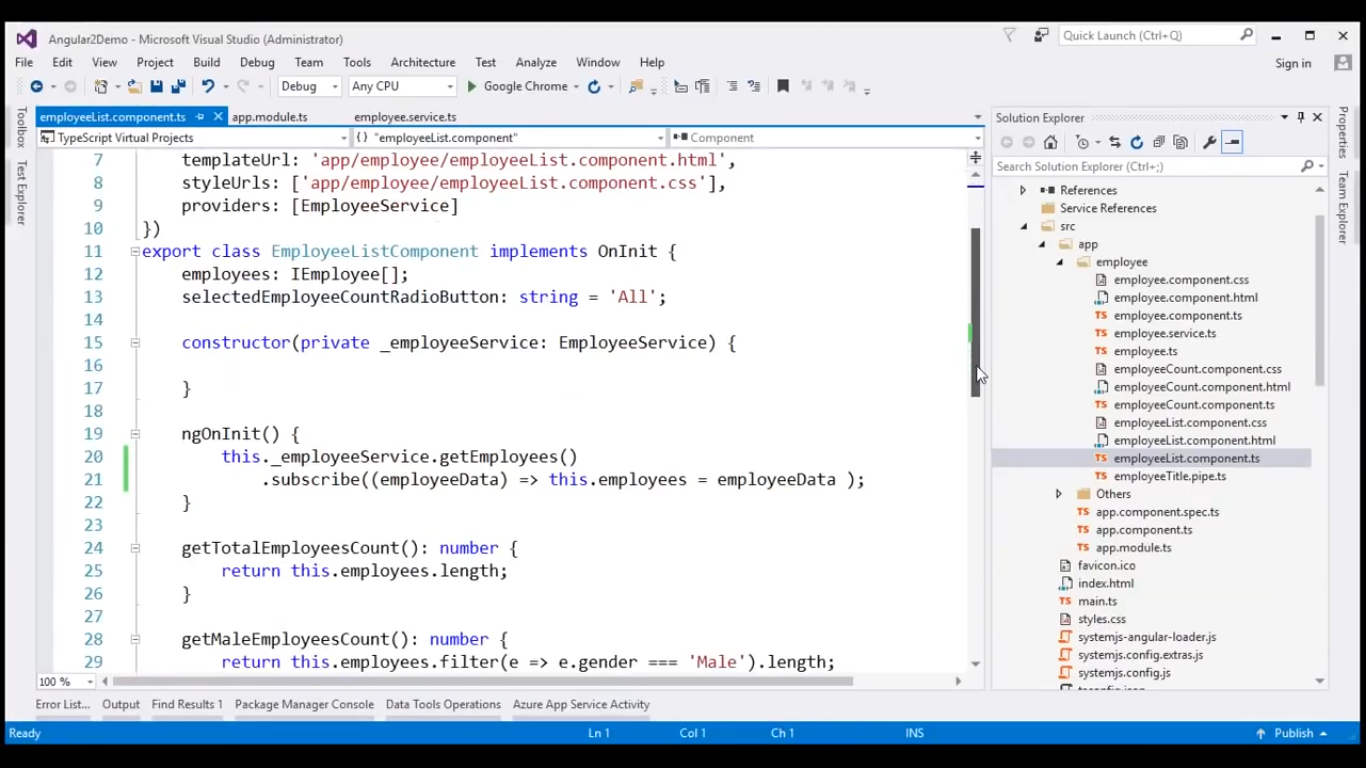 Angular2Demo - Microsoft Visual Studio (Administrator)
Quick Launch (Ctrl+Q)
File Edit View Project Build Debug Team Tools Architecture Test Analyze Window Help
Sign in
Debug Any CPU Google Chrome
employeeList.component.ts app.module.ts employee.service.ts
TypeScript Virtual Projects {} "employeeList.component" Component
7 templateUrl: 'app/employee/employeeList.component.html',
8 styleUrls: ['app/employee/employeeList.component.css'],
9 providers: [EmployeeService]
10 })
11 export class EmployeeListComponent implements OnInit {
12 employees: IEmployee[];
13 selectedEmployeeCountRadioButton: string = 'All';
14
15 constructor(private _employeeService: EmployeeService) {
16
17 }
18
19 ngOnInit() {
20 this._employeeService.getEmployees()
21 .subscribe((employeeData) => this.employees = employeeData );
22 }
23
24 getTotalEmployeesCount(): number {
25 return this.employees.length;
26 }
27
28 getMaleEmployeesCount(): number {
29 return this.employees.filter(e => e.gender === 'Male').length;
100 %
Toolbox
Test Explorer
Solution Explorer
Search Solution Explorer (Ctrl+;)
References
Service References
src
app
employee
employee.component.css
employee.component.html
TS employee.component.ts
TS employee.service.ts
TS employee.ts
employeeCount.component.css
employeeCount.component.html
TS employeeCount.component.ts
employeeList.component.css
employeeList.component.html
TS employeeList.component.ts
TS employeeTitle.pipe.ts
Others
TS app.component.spec.ts
TS app.component.ts
TS app.module.ts
favicon.ico
index.html
TS main.ts
styles.css
systemjs-angular-loader.js
systemjs.config.extras.js
systemjs.config.js
Properties
Team Explorer
Error List... Output Find Results 1 Package Manager Console Data Tools Operations Azure App Service Activity
Ready Ln 1 Col 1 Ch 1 INS Publish